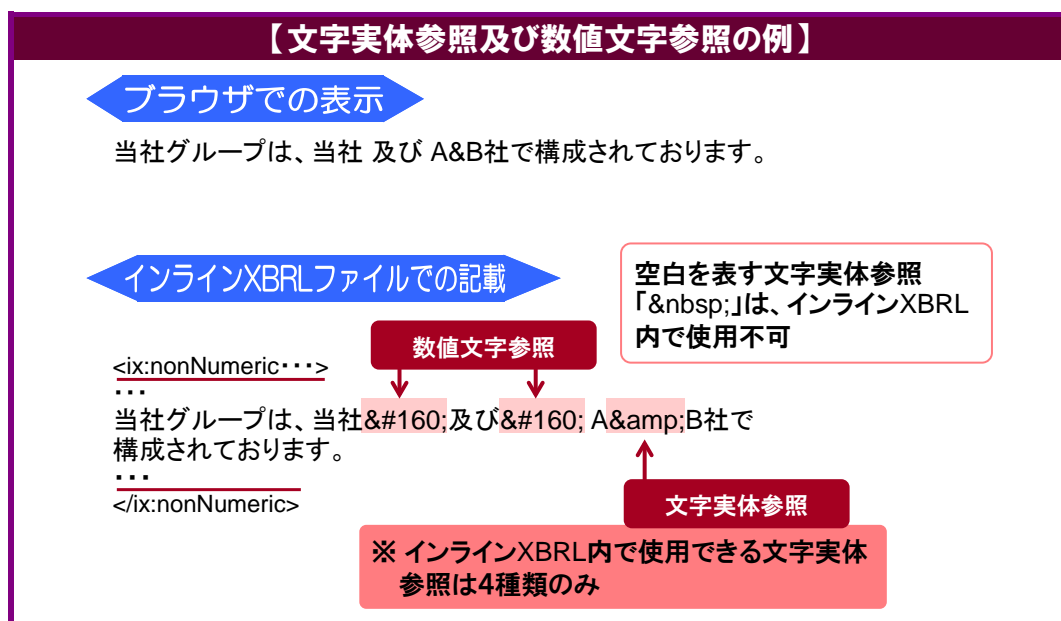 【文字実体参照及び数値文字参照の例】
ブラウザでの表示
当社グループは、当社 及び A&B社で構成されております。
インラインXBRLファイルでの記載
空白を表す文字実体参照
「&nbsp;」は、インラインXBRL
内で使用不可
数値文字参照
<ix:nonNumeric･･･>
･･･
当社グループは、当社&#160;及び&#160; A&amp;B社で
構成されております。
･･･
</ix:nonNumeric>
文字実体参照
※ インラインXBRL内で使用できる文字実体
参照は4種類のみ